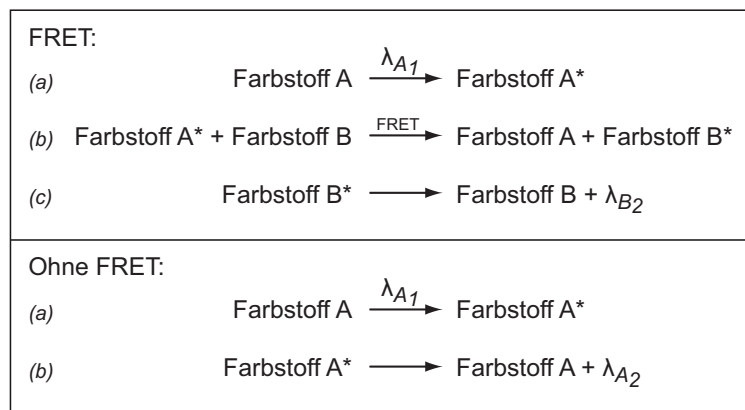 FRET:
(a) Farbstoff A λA1 Farbstoff A*
(b) Farbstoff A* + Farbstoff B FRET Farbstoff A + Farbstoff B*
(c) Farbstoff B* Farbstoff B + λB2
Ohne FRET:
(a) Farbstoff A λA1 Farbstoff A*
(b) Farbstoff A* Farbstoff A + λA2